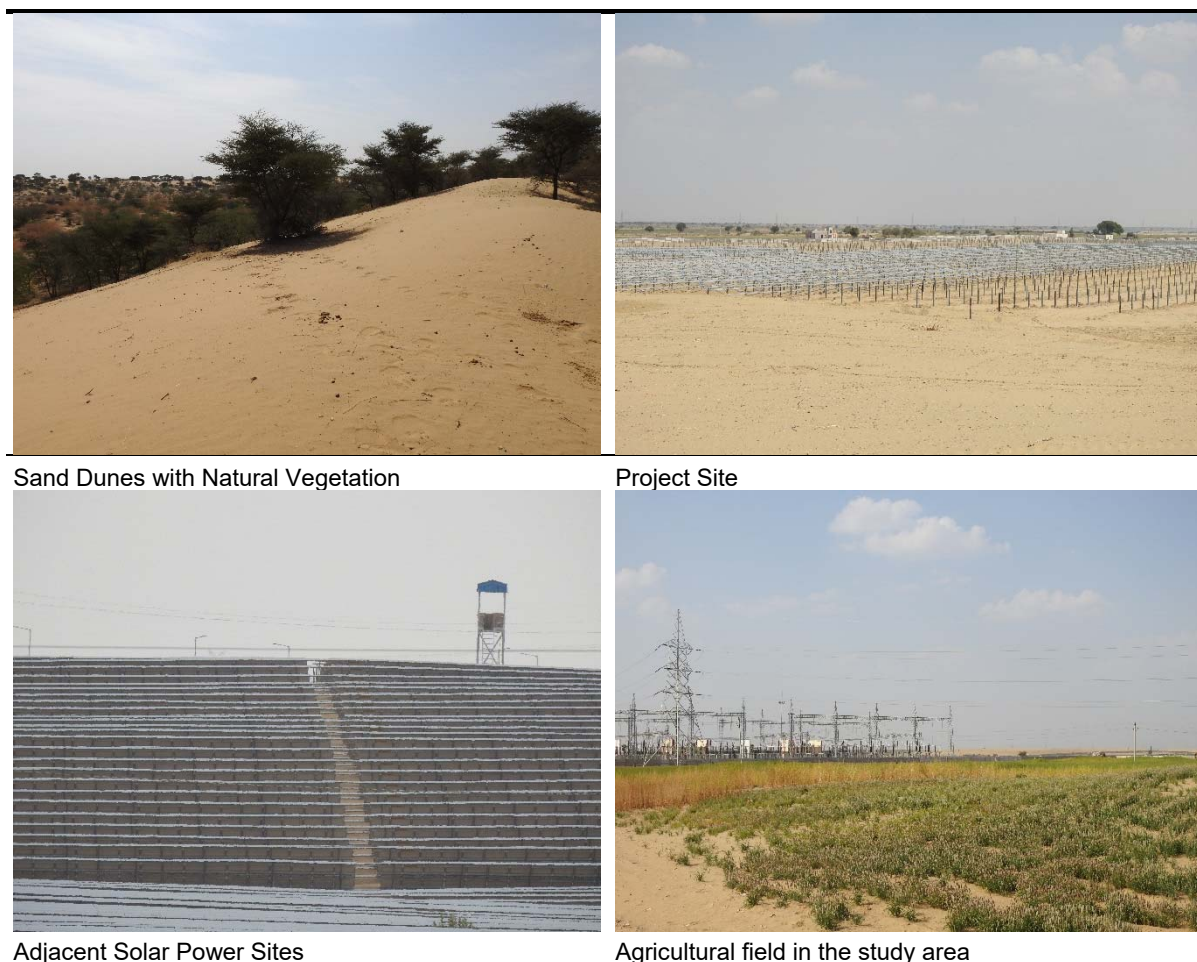 Sand Dunes with Natural Vegetation
Project Site
Adjacent Solar Power Sites
Agricultural field in the study area